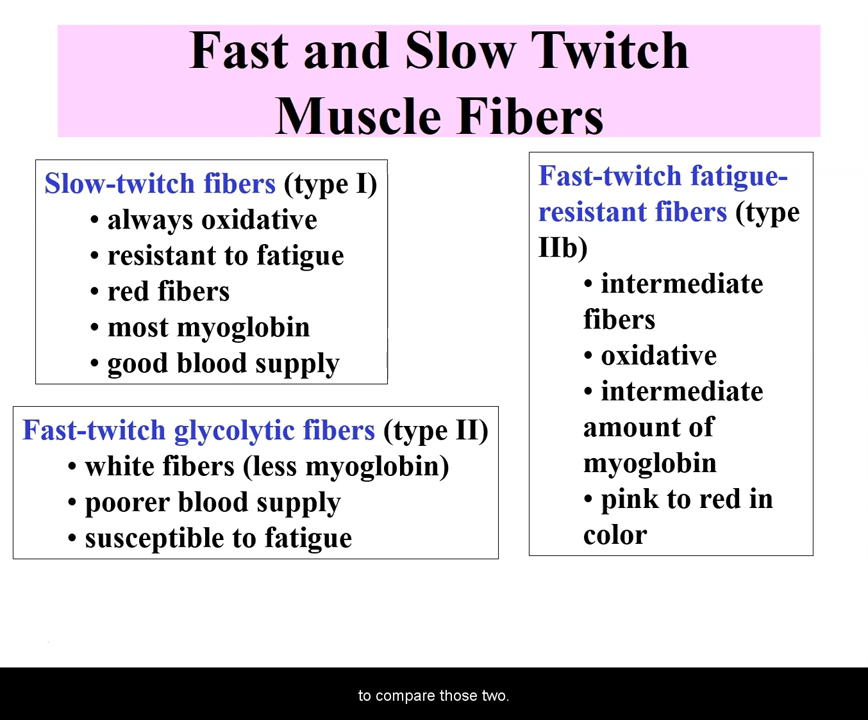 Fast and Slow Twitch
Muscle Fibers
Slow-twitch fibers (type I)
• always oxidative
• resistant to fatigue
• red fibers
• most myoglobin
• good blood supply
Fast-twitch glycolytic fibers (type II)
• white fibers (less myoglobin)
• poorer blood supply
• susceptible to fatigue
Fast-twitch fatigue-
resistant fibers (type
IIb)
• intermediate
fibers
• oxidative
• intermediate
amount of
myoglobin
• pink to red in
color
to compare those two.